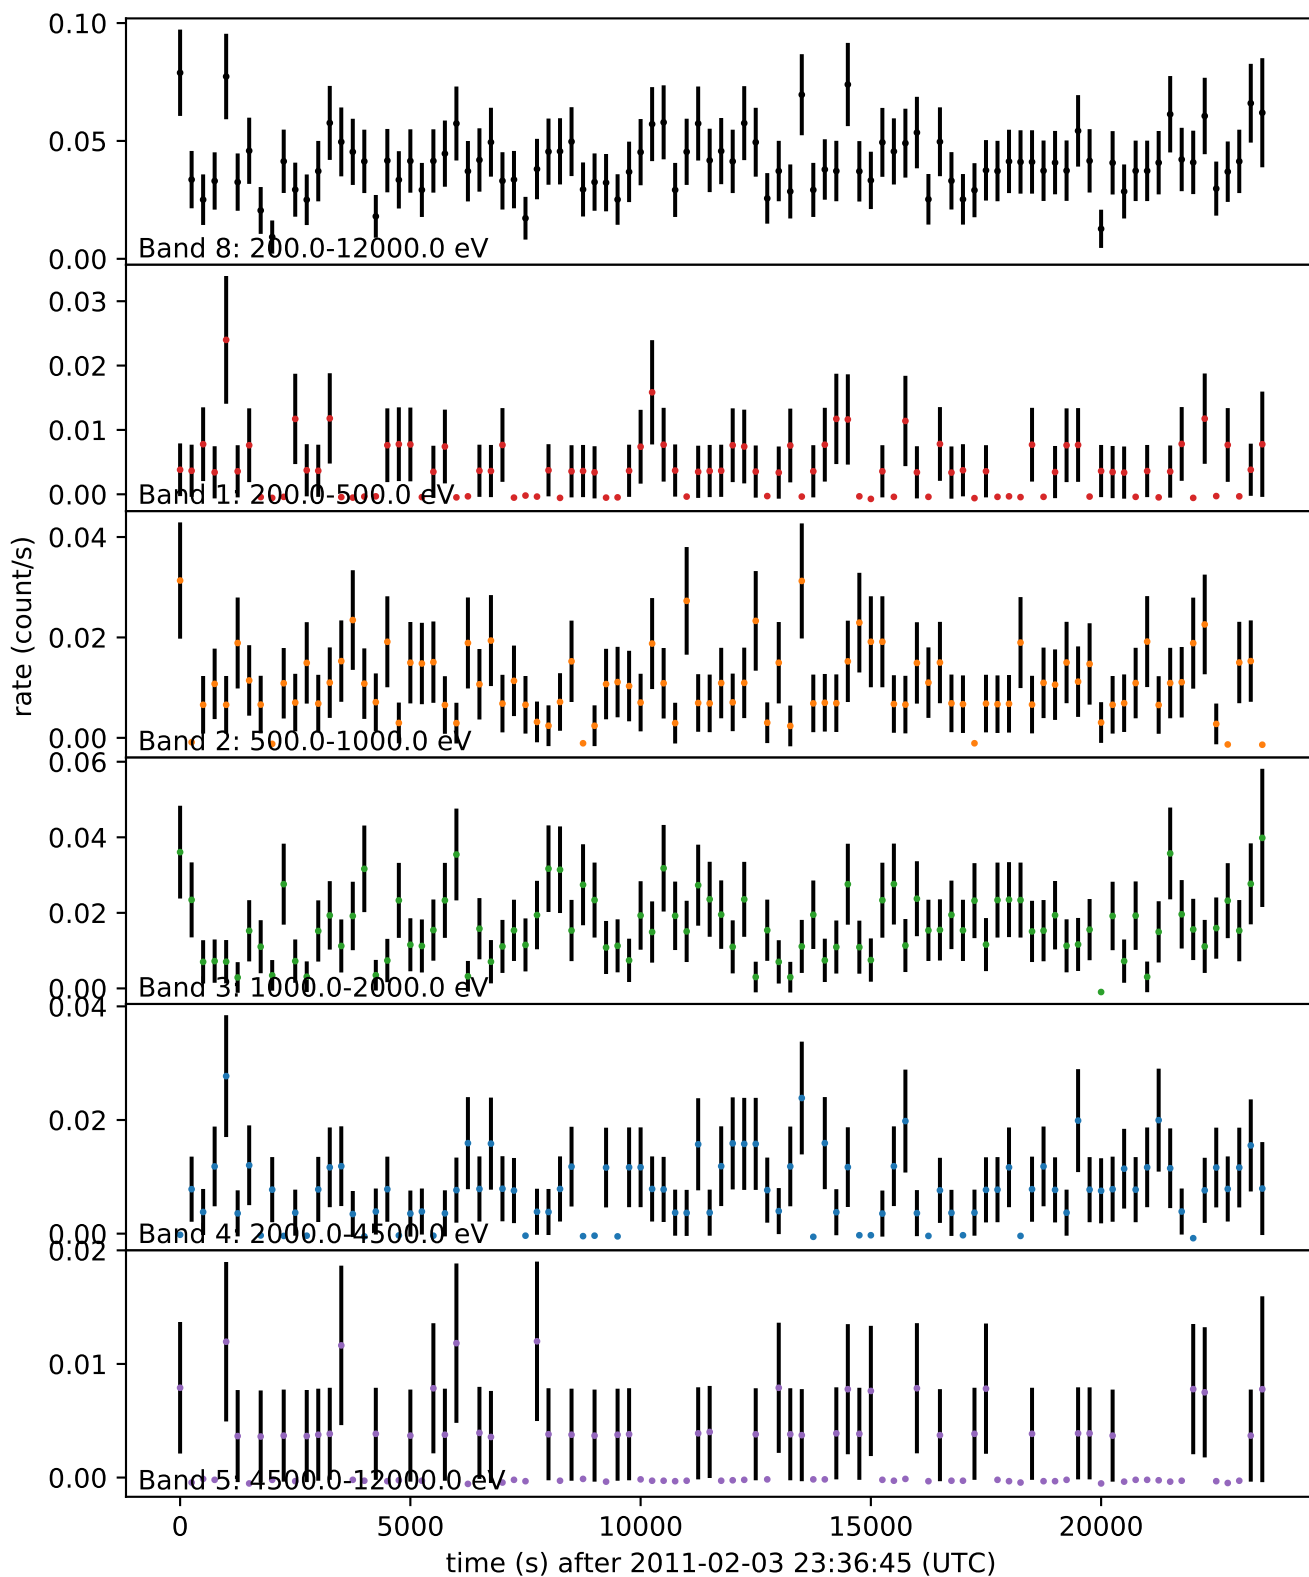 0.10
0.05
0.00
Band 8: 200.0-12000.0 eV
0.03
0.02
0.01
0.00
Band 1: 200.0-500.0 eV
0.04
0.02
0.00
Band 2: 500.0-1000.0 eV
rate (count/s)
0.06
0.04
0.02
0.00
Band 3: 1000.0-2000.0 eV
0.04
0.02
0.00
Band 4: 2000.0-4500.0 eV
0.02
0.01
0.00
Band 5: 4500.0-12000.0 eV
0 5000 10000 15000 20000
time (s) after 2011-02-03 23:36:45 (UTC)